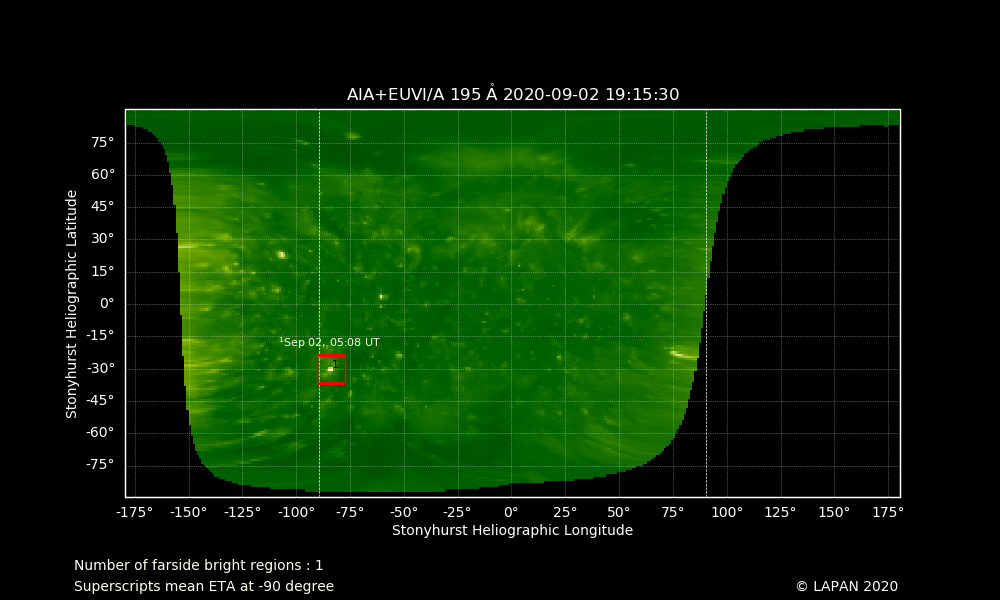 AIA+EUVI/A 195 Å 2020-09-02 19:15:30
Stonyhurst Heliographic Latitude
75°
60°
45°
30°
15°
0°
-15°
-30°
-45°
-60°
-75°
¹Sep 02, 05:08 UT
1
-175° -150° -125° -100° -75° -50° -25° 0° 25° 50° 75° 100° 125° 150° 175°
Stonyhurst Heliographic Longitude
Number of farside bright regions : 1
Superscripts mean ETA at -90 degree
© LAPAN 2020